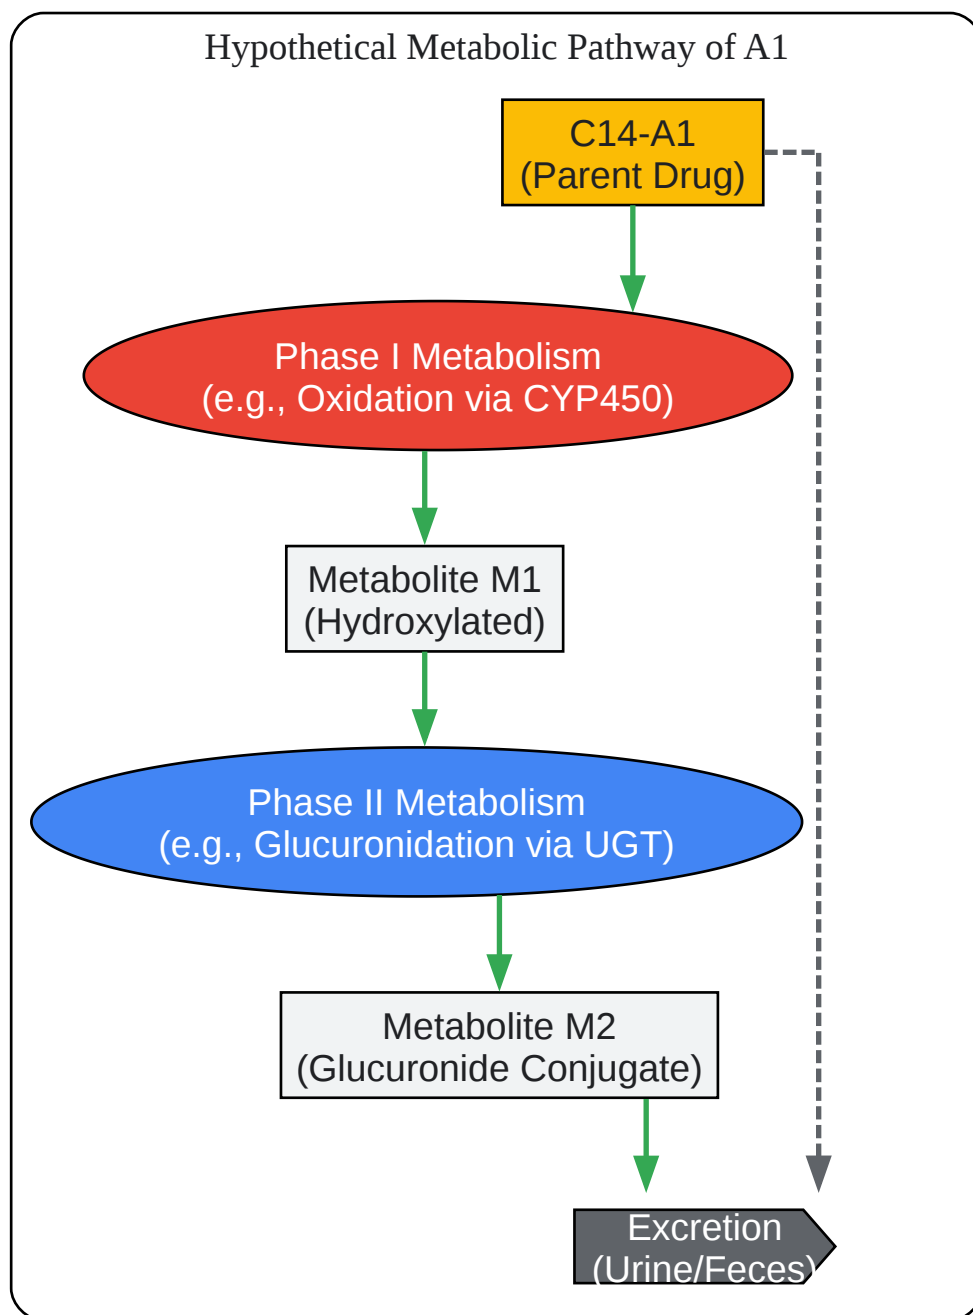 Hypothetical Metabolic Pathway of A1
C14-A1
(Parent Drug)
Phase I Metabolism
(e.g., Oxidation via CYP450)
Metabolite M1
(Hydroxylated)
Phase II Metabolism
(e.g., Glucuronidation via UGT)
Metabolite M2
(Glucuronide Conjugate)
Excretion
(Urine/Feces)